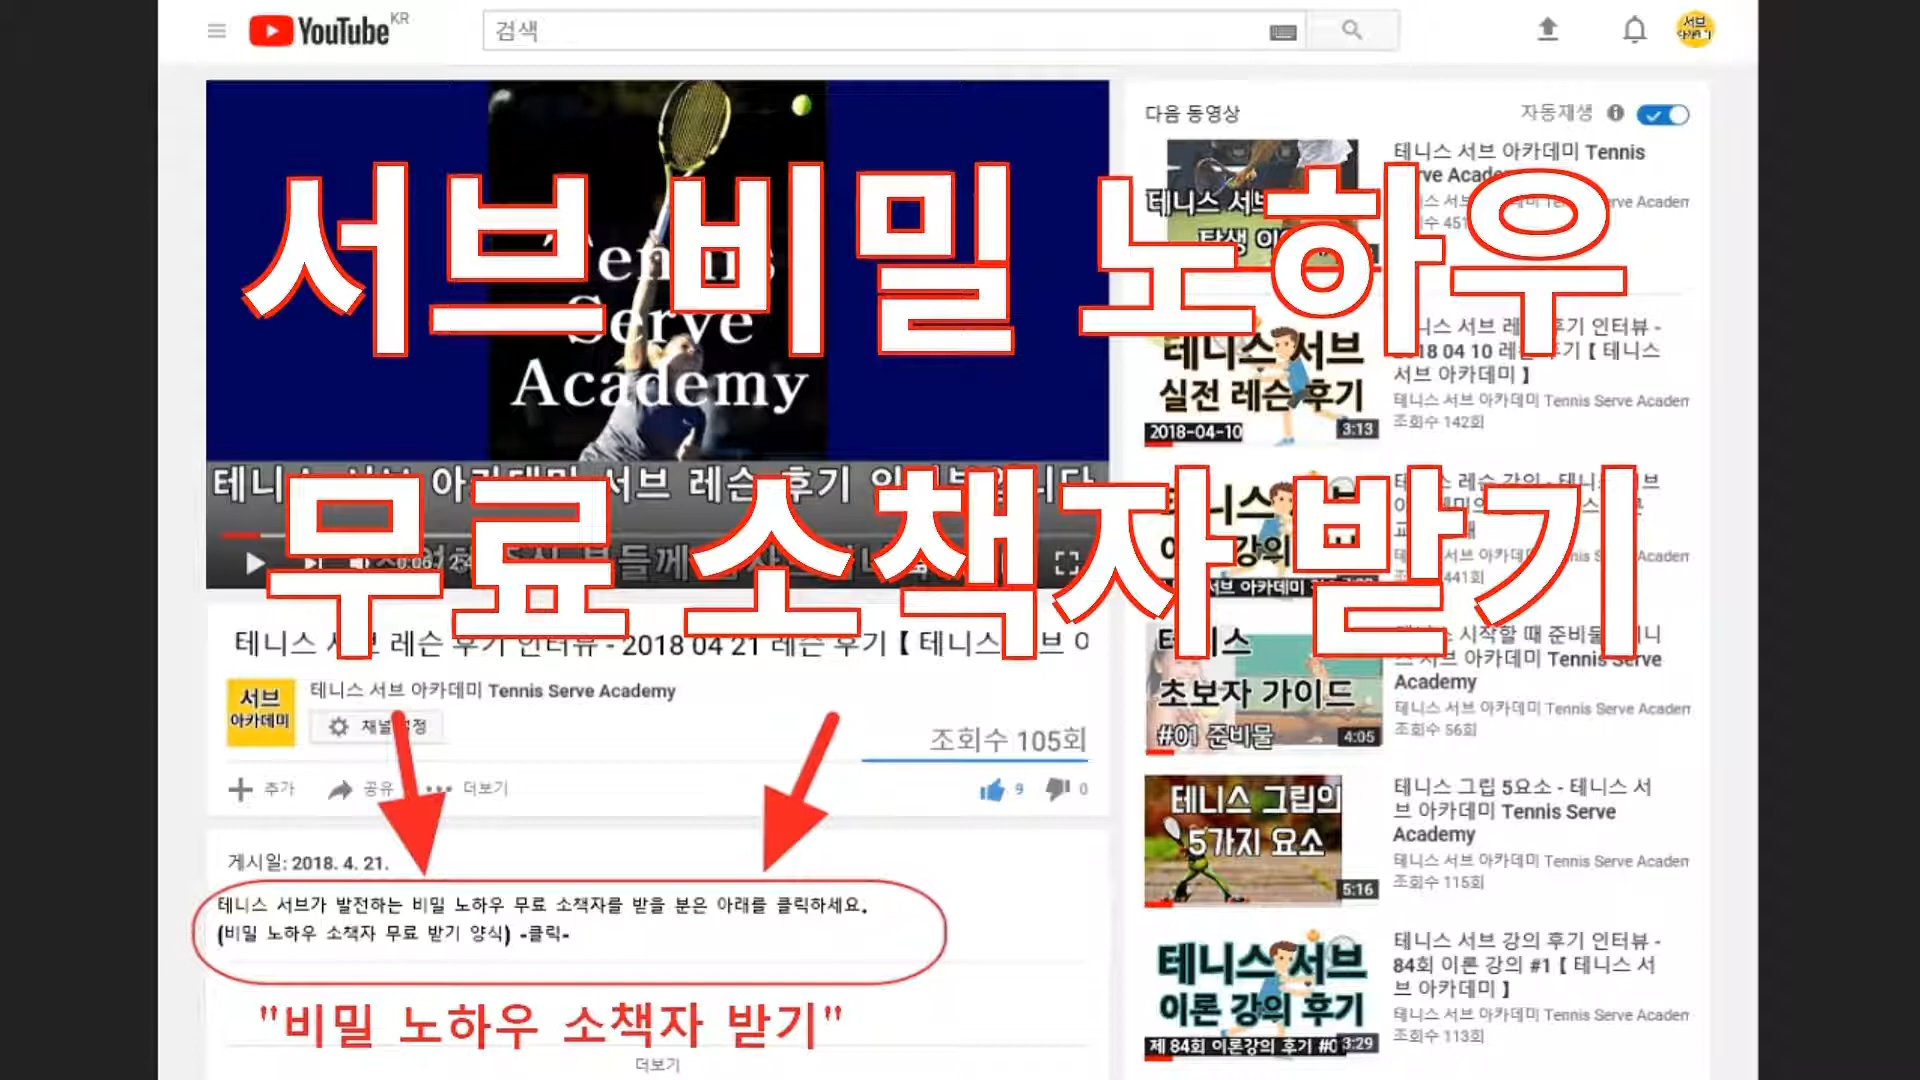 YouTube KR
검색
서브 비밀 노하우
무료 소책자 받기
Tennis
Serve
Academy
테니스 서브 레슨 후기 인터뷰 - 2018 04 21 레슨 후기 【 테니스 서브
서브
아카데미
테니스 서브 아카데미 Tennis Serve Academy
채널 설정
조회수 105회
추가
공유
더보기
9
0
게시일: 2018. 4. 21.
테니스 서브가 발전하는 비밀 노하우 무료 소책자를 받을 분은 아래를 클릭하세요.
(비밀 노하우 소책자 무료 받기 양식) -클릭-
"비밀 노하우 소책자 받기"
더보기
다음 동영상
자동재생
테니스 서브 아카데미 Tennis
테니스 서브
실전 레슨 후기
2018-04-10
3:13
서브 아카데미 】
테니스 서브 아카데미 Tennis Serve Academ
조회수 142회
테니스
초보자 가이드
#01 준비물
4:05
Academy
테니스 서브 아카데미 Tennis Serve Academ
조회수 56회
테니스 그립의
5가지 요소
5:16
테니스 그립 5요소 - 테니스 서
브 아카데미 Tennis Serve
Academy
테니스 서브 아카데미 Tennis Serve Academ
조회수 115회
테니스 서브
이론 강의 후기
제 84회 이론강의 후기 #0
3:29
테니스 서브 강의 후기 인터뷰 -
84회 이론 강의 #1 【 테니스 서
브 아카데미 】
테니스 서브 아카데미 Tennis Serve Academ
조회수 113회